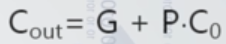 Cout= G + P·C0